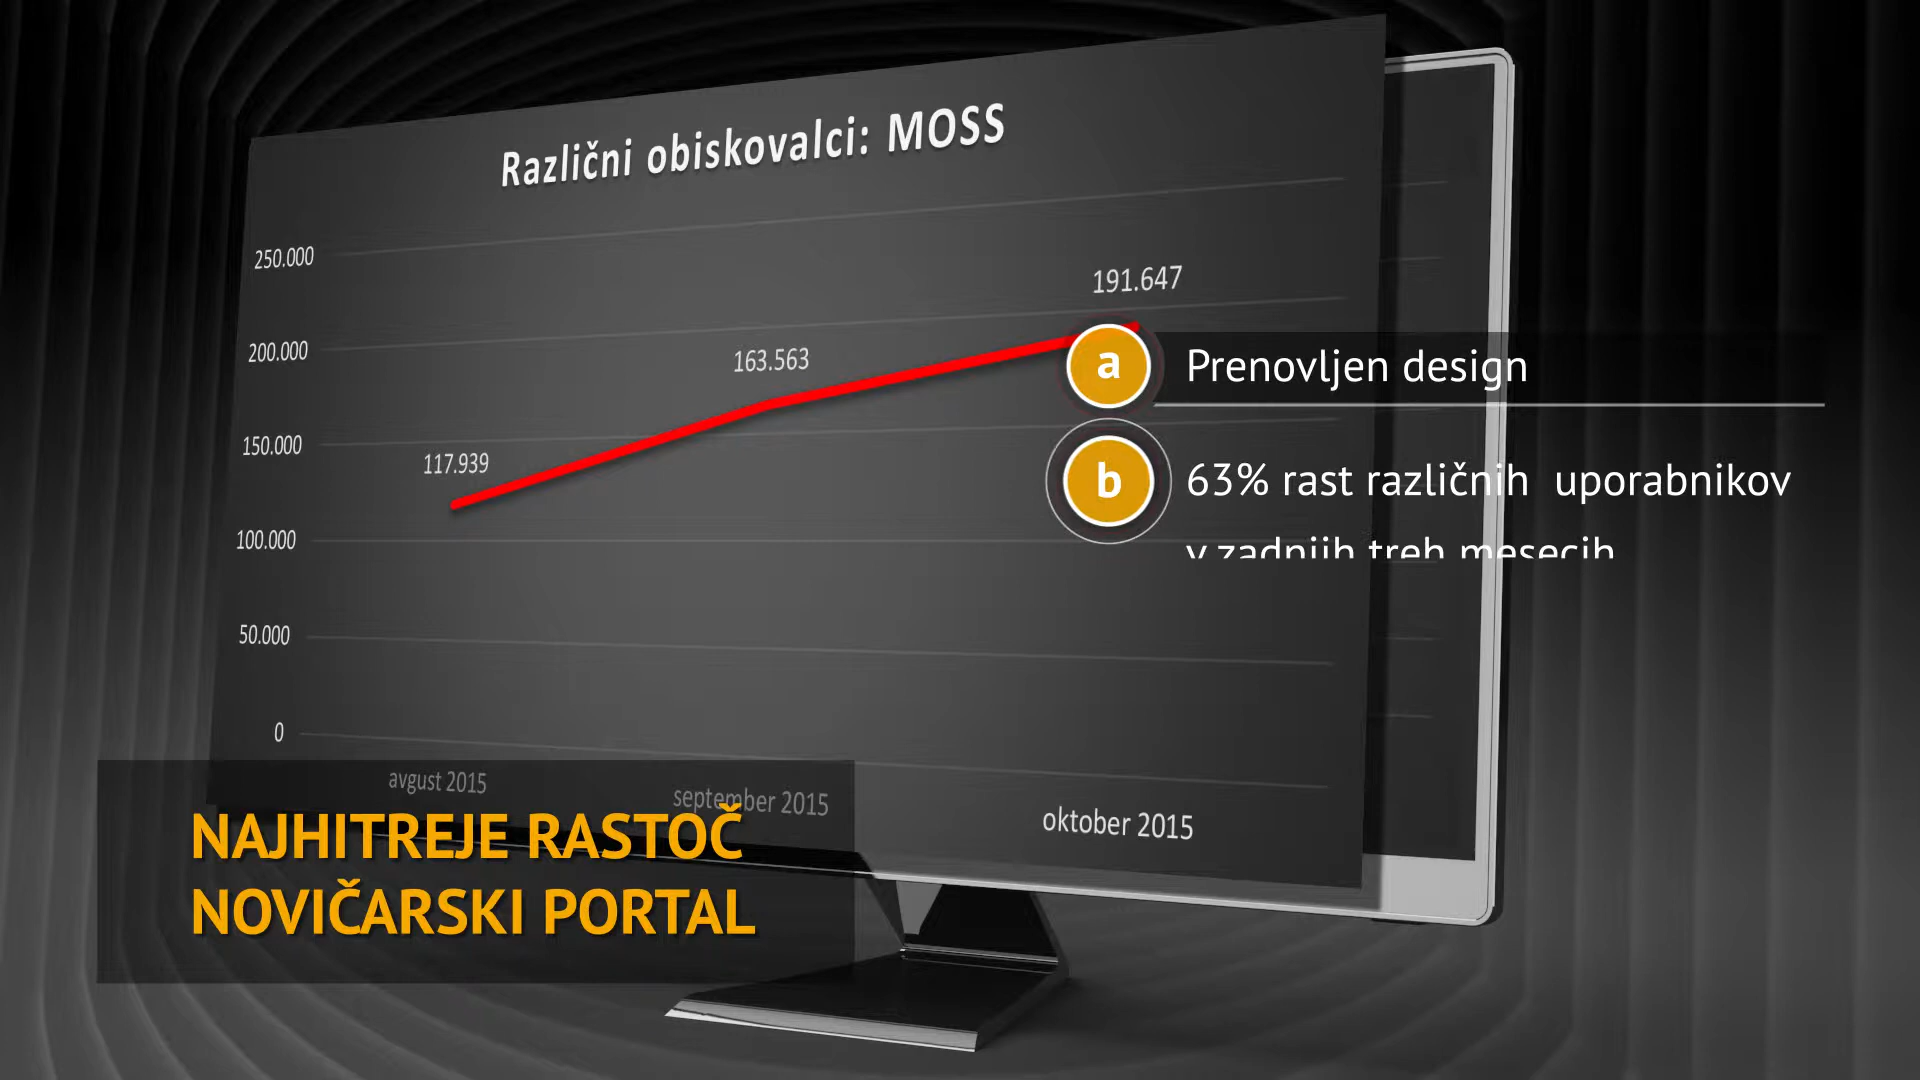 Različni obiskovalci: MOSS
250.000
200.000
150.000
100.000
50.000
0
117.939
163.563
191.647
avgust 2015
september 2015
oktober 2015
a Prenovljen design
b 63% rast različnih uporabnikov
v zadnjih treh mesecih
NAJHITREJE RASTOČ
NOVIČARSKI PORTAL